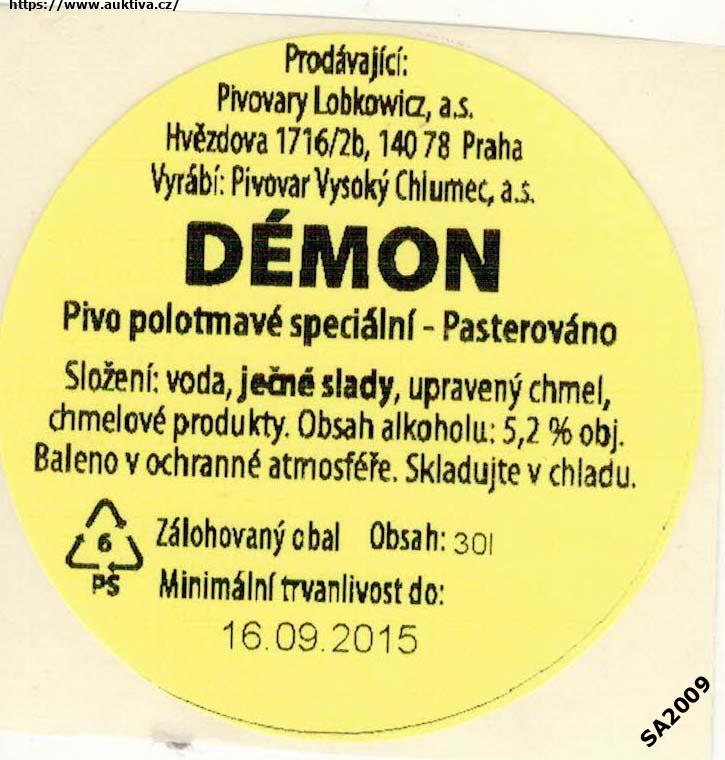 https://www.auktiva.cz/
Prodávající:
Pivovary Lobkowicz, a.s.
Hvězdova 1716/2b, 140 78 Praha
Vyrábí: Pivovar Vysoký Chlumec, a.s.
DÉMON
Pivo polotmavé speciální - Pasterováno
Složení: voda, ječné slady, upravený chmel,
chmelové produkty. Obsah alkoholu: 5,2 % obj.
Baleno v ochranné atmosféře. Skladujte v chladu.
6
PS
Zálohovaný obal Obsah: 30l
Minimální trvanlivost do:
16.09.2015
SA2009